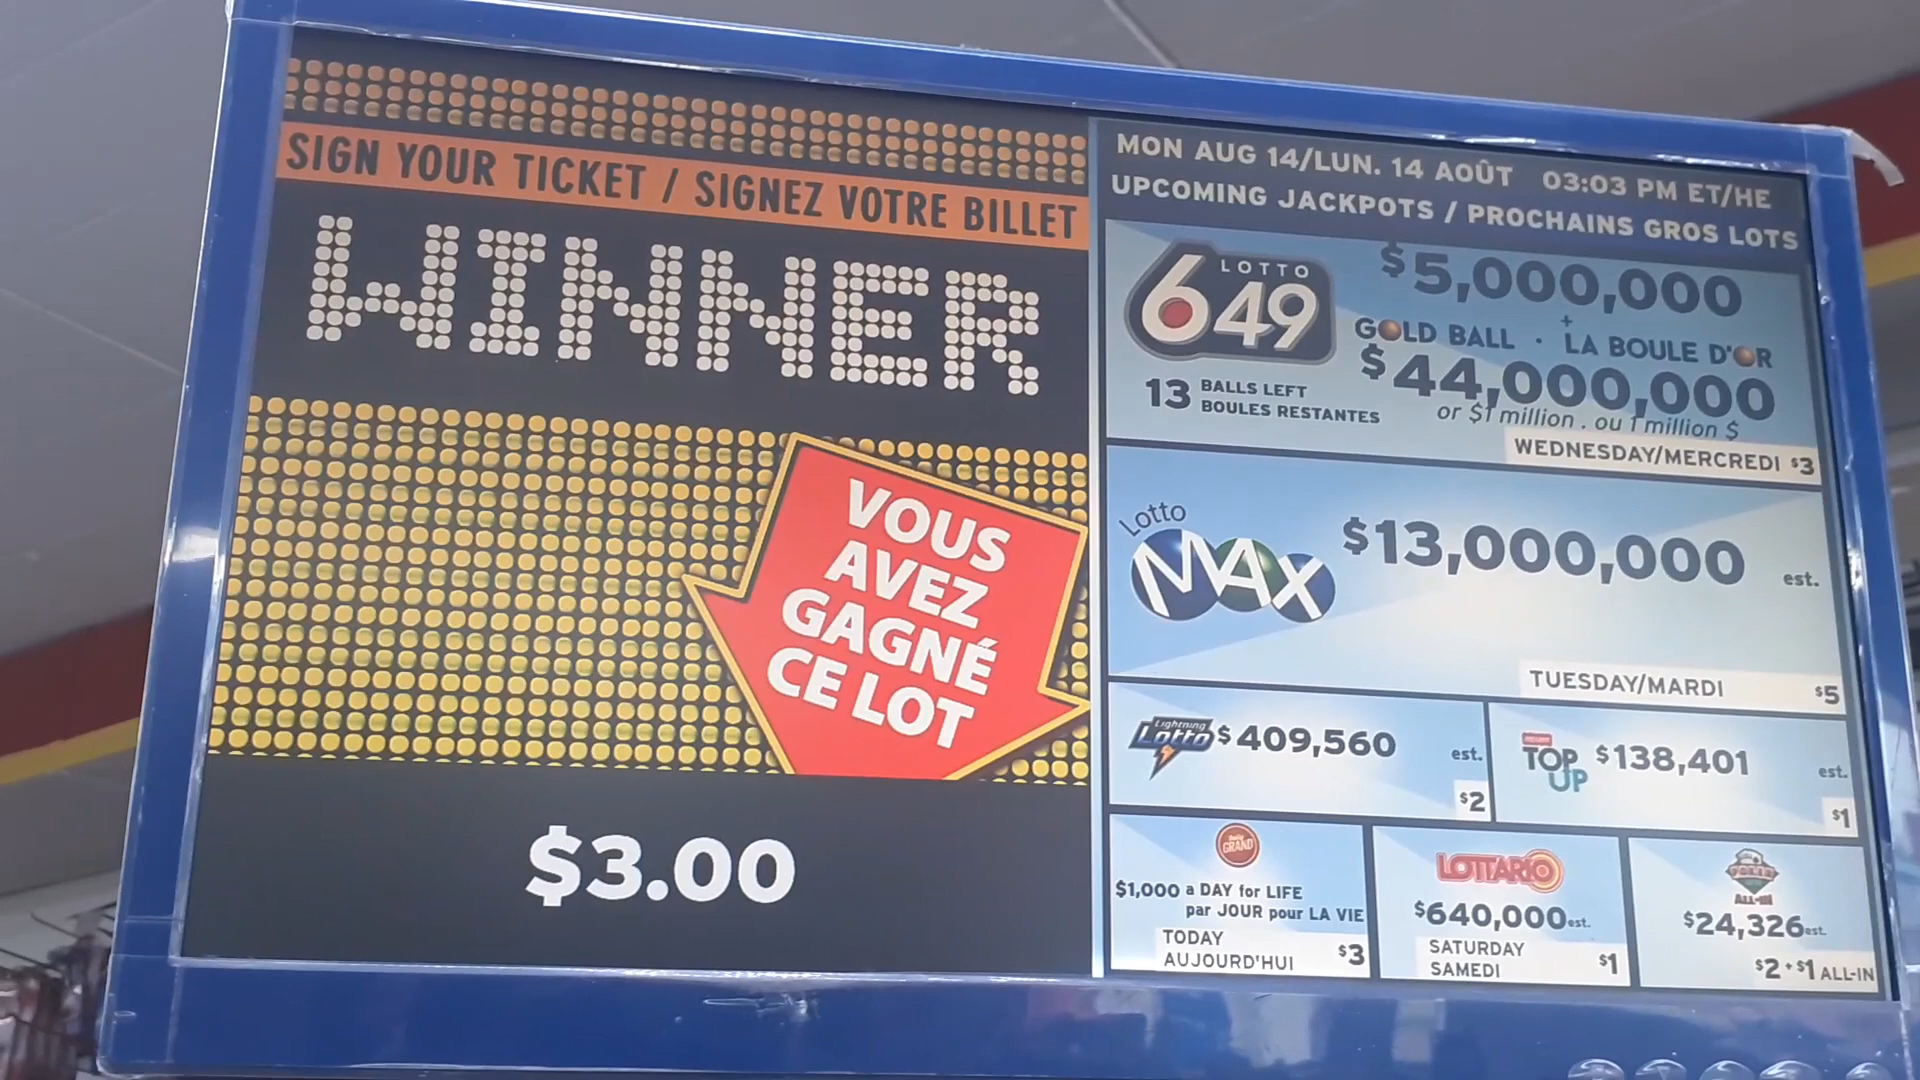 SIGN YOUR TICKET / SIGNEZ VOTRE BILLET
WINNER
VOUS
AVEZ
GAGNÉ
CE LOT
$3.00
MON AUG 14/LUN. 14 AOÛT 03:03 PM ET/HE
UPCOMING JACKPOTS / PROCHAINS GROS LOTS
LOTTO
649
$5,000,000
+
GOLD BALL · LA BOULE D'OR
$44,000,000
or $1 million . ou 1 million $
13 BALLS LEFT
BOULES RESTANTES
WEDNESDAY/MERCREDI $3
Lotto
MAX
$13,000,000 est.
TUESDAY/MARDI $5
Lightning
Lotto
$409,560 est.
$2
TOP
UP
$138,401 est.
$1
GRAND
$1,000 a DAY for LIFE
par JOUR pour LA VIE
TODAY
AUJOURD'HUI
$3
LOTTARIO
$640,000 est.
SATURDAY
SAMEDI
$1
POKER
ALL-IN
$24,326 est.
$2 + $1 ALL-IN